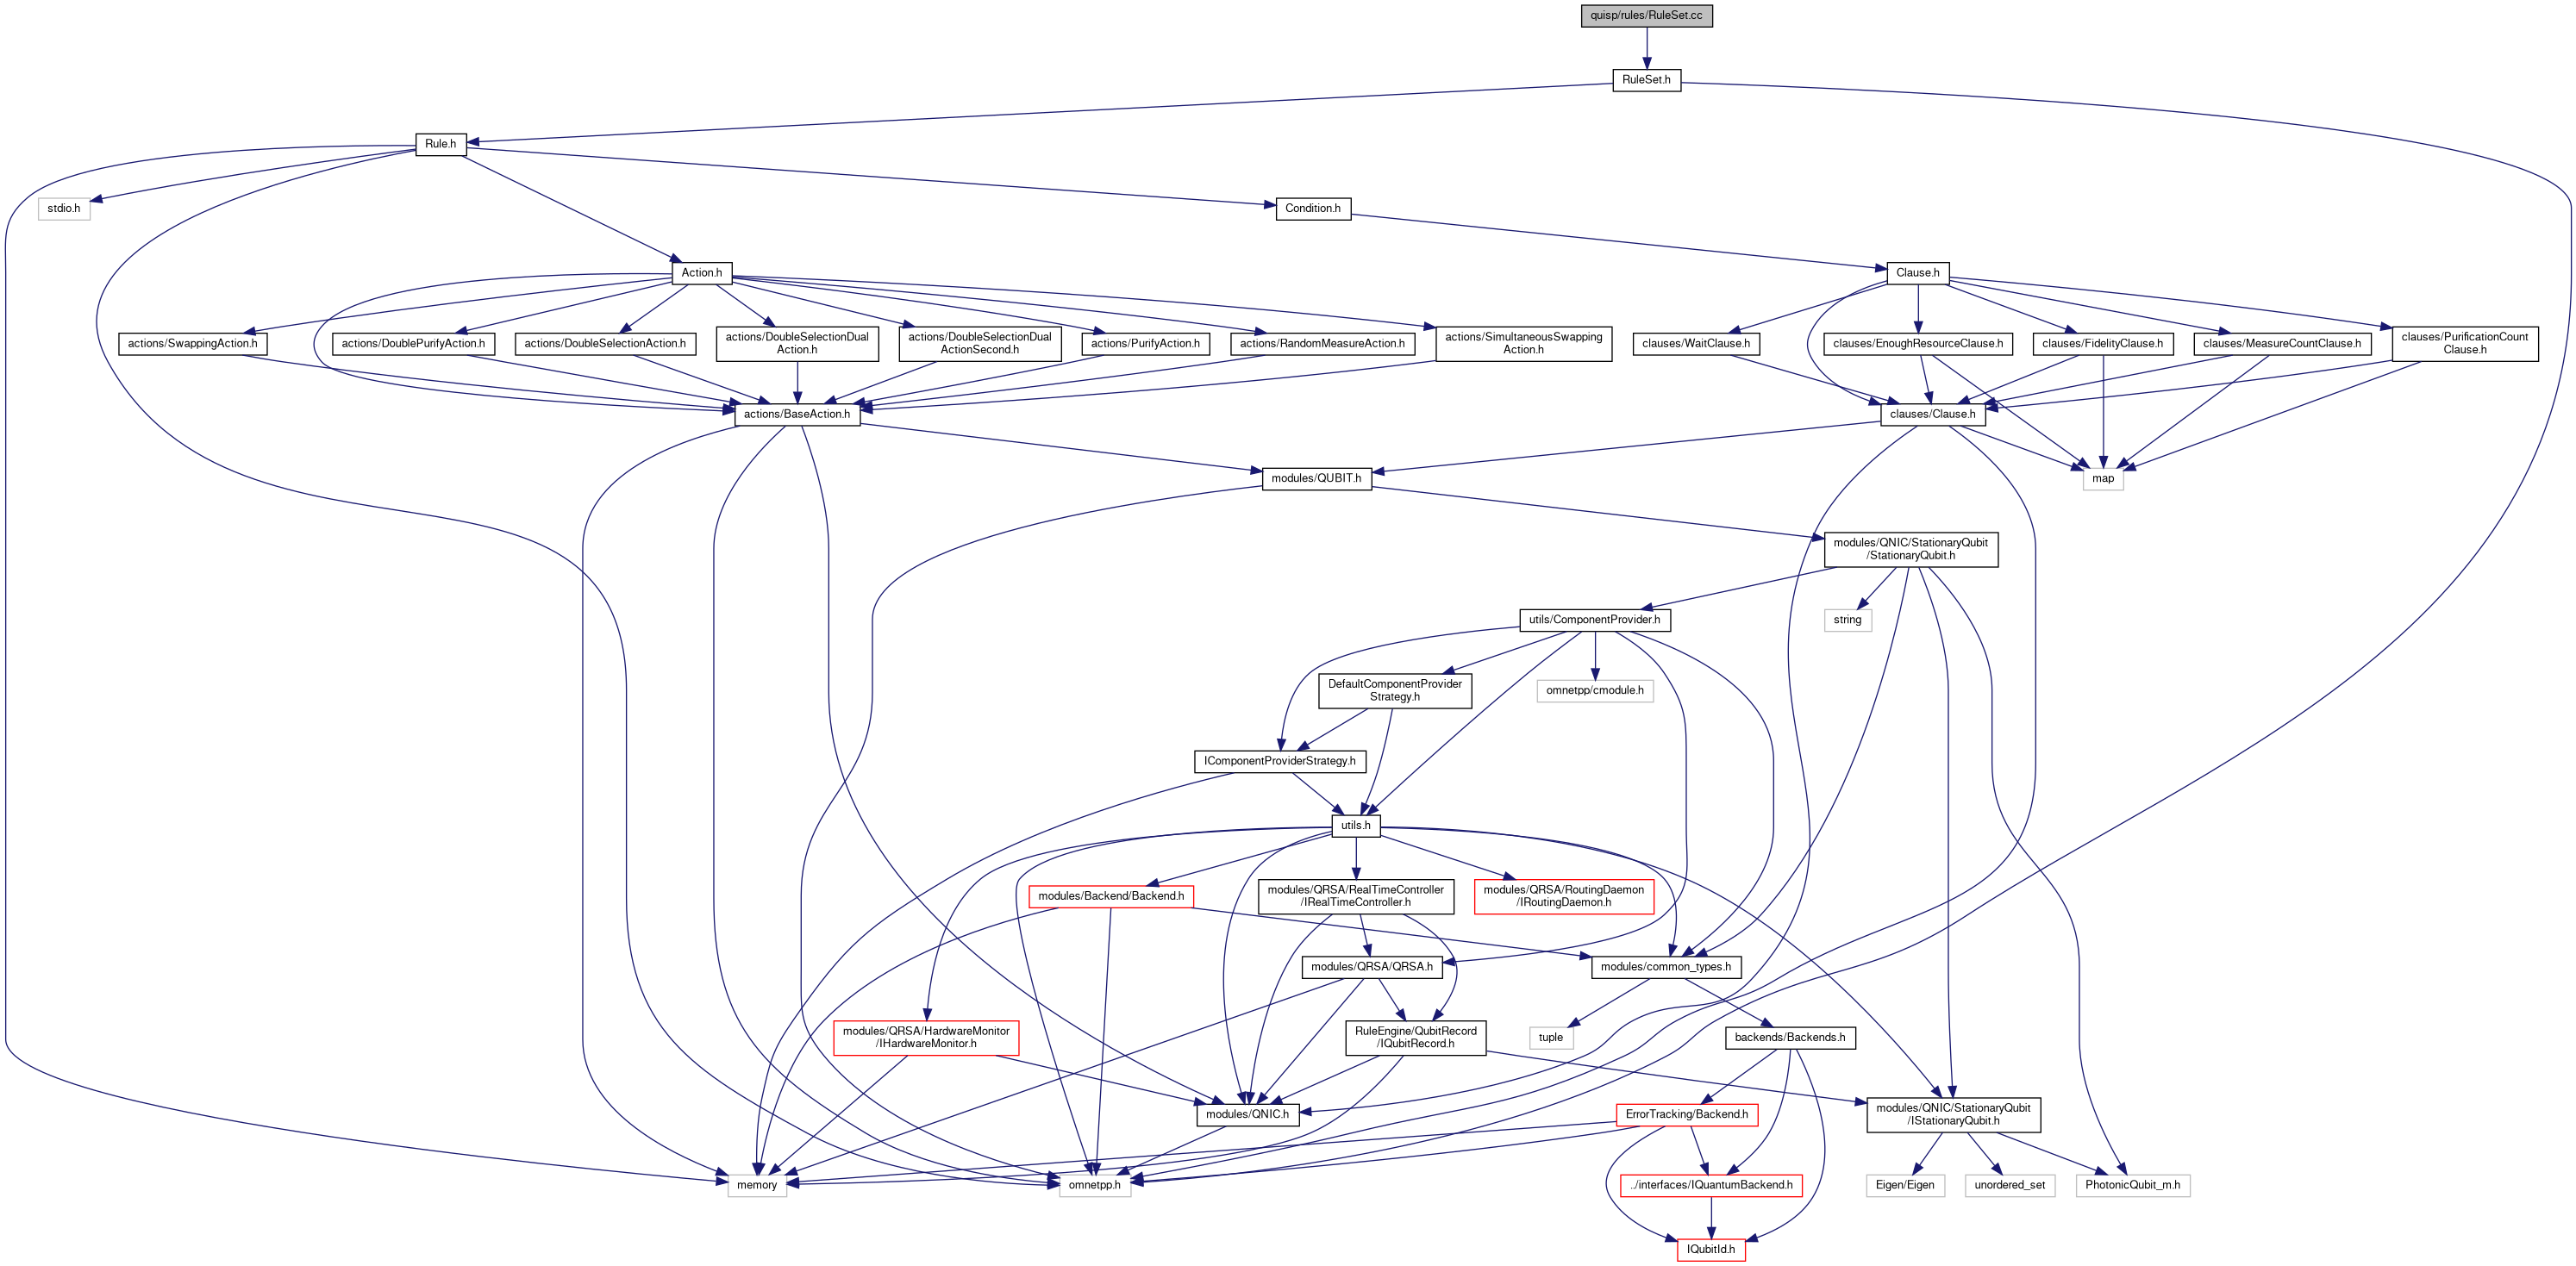 quisp/rules/RuleSet.cc
RuleSet.h
Rule.h
stdio.h
Condition.h
Action.h
Clause.h
actions/SwappingAction.h
actions/DoublePurifyAction.h
actions/DoubleSelectionAction.h
actions/DoubleSelectionDual
Action.h
actions/DoubleSelectionDual
ActionSecond.h
actions/PurifyAction.h
actions/RandomMeasureAction.h
actions/SimultaneousSwapping
Action.h
clauses/WaitClause.h
clauses/EnoughResourceClause.h
clauses/FidelityClause.h
clauses/MeasureCountClause.h
clauses/PurificationCount
Clause.h
actions/BaseAction.h
clauses/Clause.h
modules/QUBIT.h
map
modules/QNIC/StationaryQubit
/StationaryQubit.h
utils/ComponentProvider.h
string
DefaultComponentProvider
Strategy.h
omnetpp/cmodule.h
IComponentProviderStrategy.h
utils.h
modules/Backend/Backend.h
modules/QRSA/RealTimeController
/IRealTimeController.h
modules/QRSA/RoutingDaemon
/IRoutingDaemon.h
modules/QRSA/QRSA.h
modules/common_types.h
modules/QRSA/HardwareMonitor
/IHardwareMonitor.h
RuleEngine/QubitRecord
/IQubitRecord.h
tuple
backends/Backends.h
modules/QNIC.h
ErrorTracking/Backend.h
modules/QNIC/StationaryQubit
/IStationaryQubit.h
memory
omnetpp.h
../interfaces/IQuantumBackend.h
Eigen/Eigen
unordered_set
PhotonicQubit_m.h
IQubitId.h